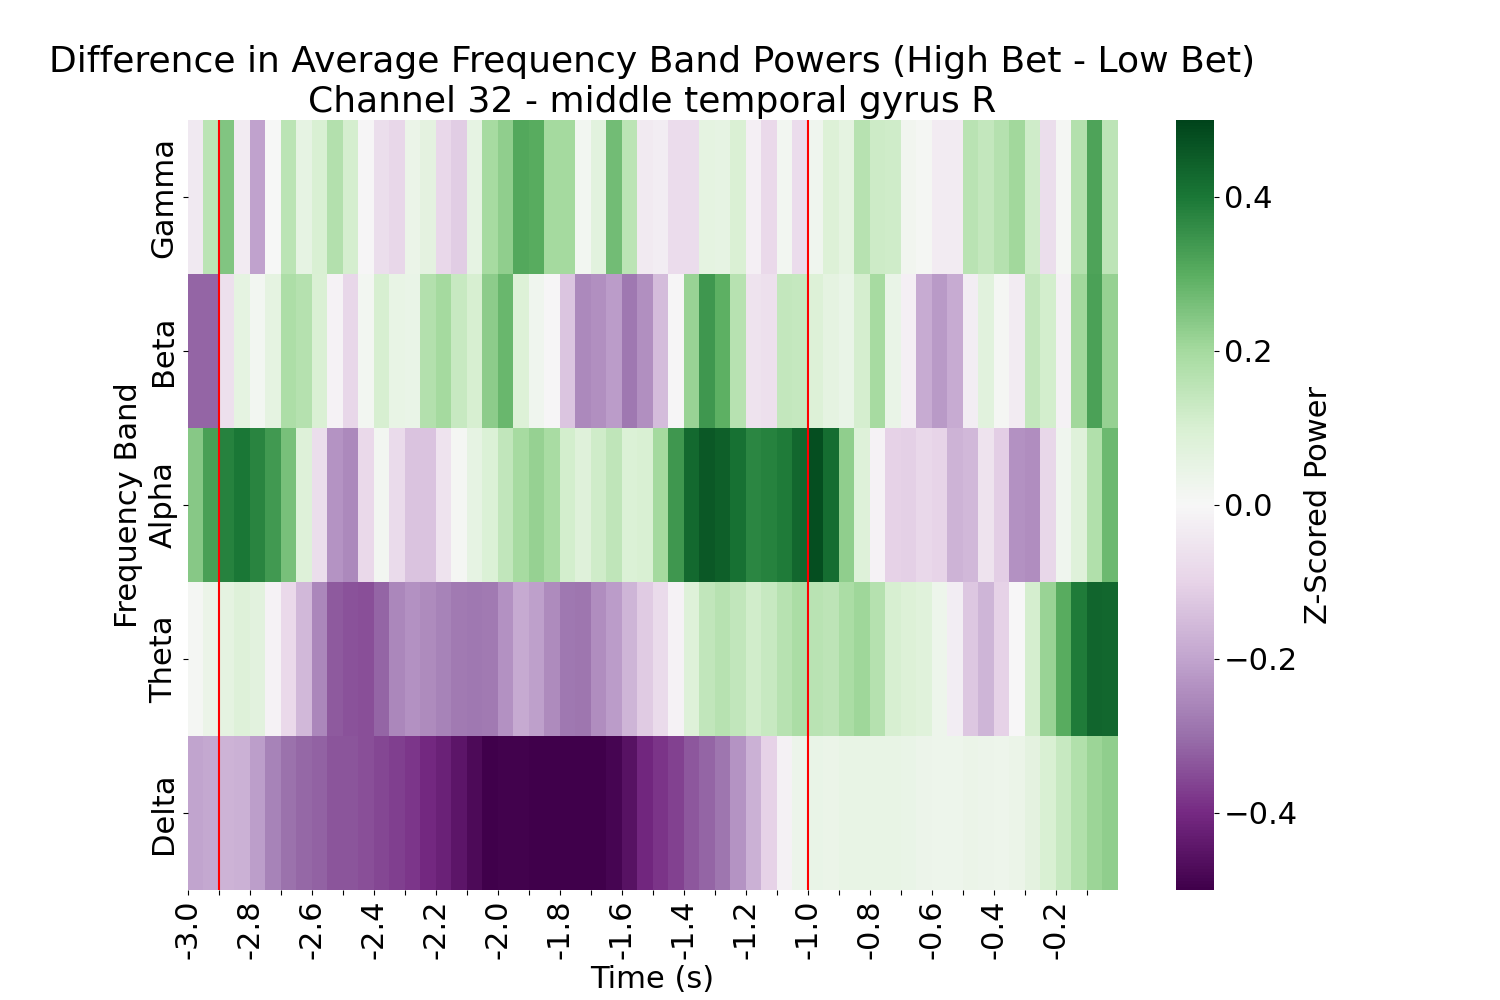 Difference in Average Frequency Band Powers (High Bet - Low Bet)
Channel 32 - middle temporal gyrus R
Frequency Band
Gamma
Beta
Alpha
Theta
Delta
-3.0 -2.8 -2.6 -2.4 -2.2 -2.0 -1.8 -1.6 -1.4 -1.2 -1.0 -0.8 -0.6 -0.4 -0.2
Time (s)
0.4
0.2
0.0
−0.2
−0.4
Z-Scored Power